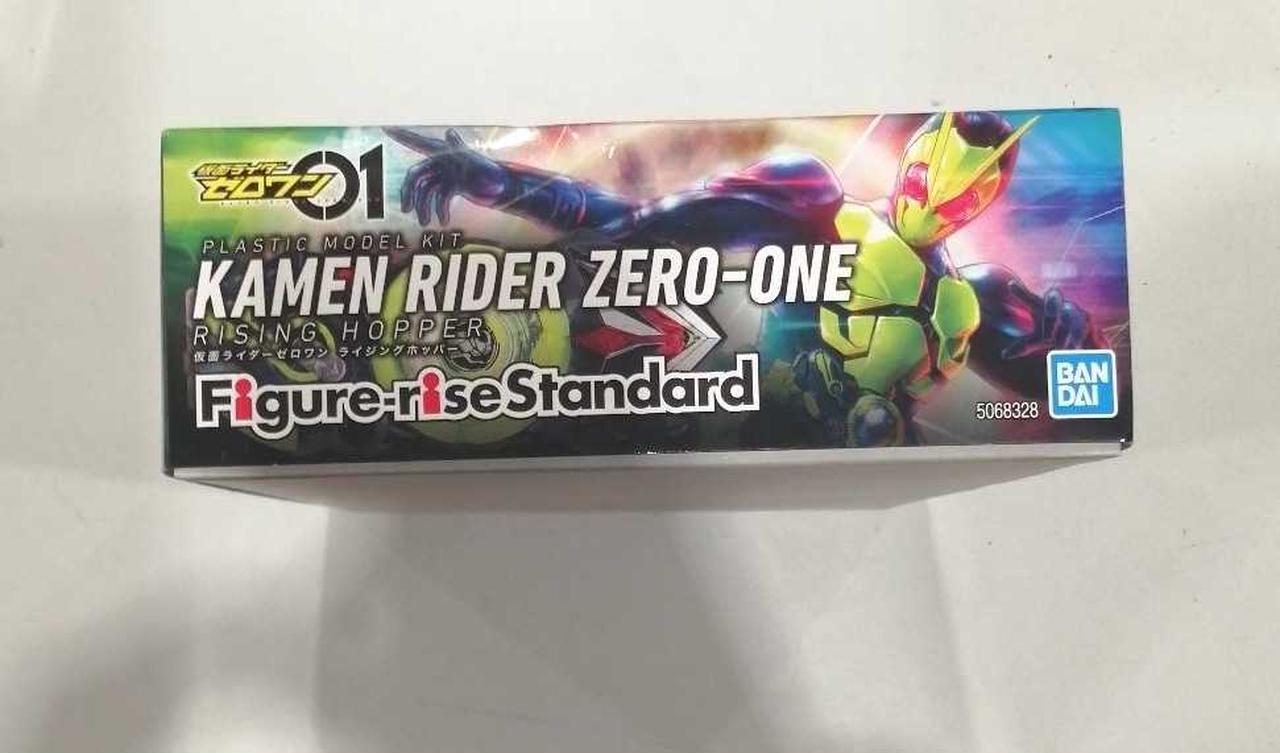 仮面ライダー
ゼロワン 01
PLASTIC MODEL KIT
KAMEN RIDER ZERO-ONE
RISING HOPPER
仮面ライダーゼロワン ライジングホッパー
Figure-riseStandard
5068328
BAN
DAI